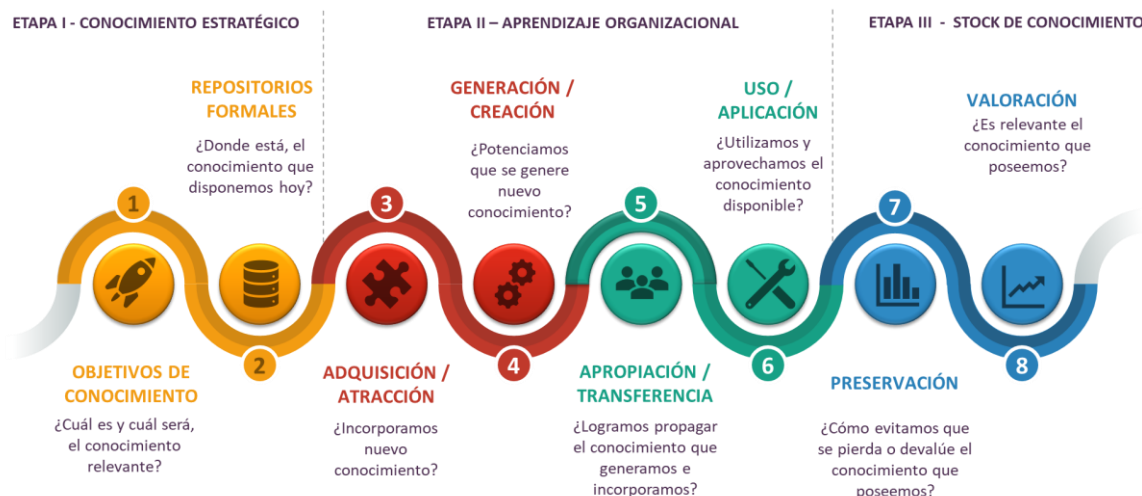 ETAPA I - CONOCIMIENTO ESTRATÉGICO
ETAPA II – APRENDIZAJE ORGANIZACIONAL
ETAPA III - STOCK DE CONOCIMIENTO
1
OBJETIVOS DE
CONOCIMIENTO
¿Cuál es y cuál será,
el conocimiento
relevante?
REPOSITORIOS
FORMALES
¿Donde está, el
conocimiento que
disponemos hoy?
2
3
ADQUISICIÓN /
ATRACCIÓN
¿Incorporamos
nuevo
conocimiento?
GENERACIÓN /
CREACIÓN
¿Potenciamos
que se genere
nuevo
conocimiento?
4
5
APROPIACIÓN /
TRANSFERENCIA
¿Logramos propagar
el conocimiento que
generamos e
incorporamos?
USO /
APLICACIÓN
¿Utilizamos y
aprovechamos el
conocimiento
disponible?
6
7
PRESERVACIÓN
¿Cómo evitamos que
se pierda o devalúe el
conocimiento que
poseemos?
VALORACIÓN
¿Es relevante el
conocimiento que
poseemos?
8